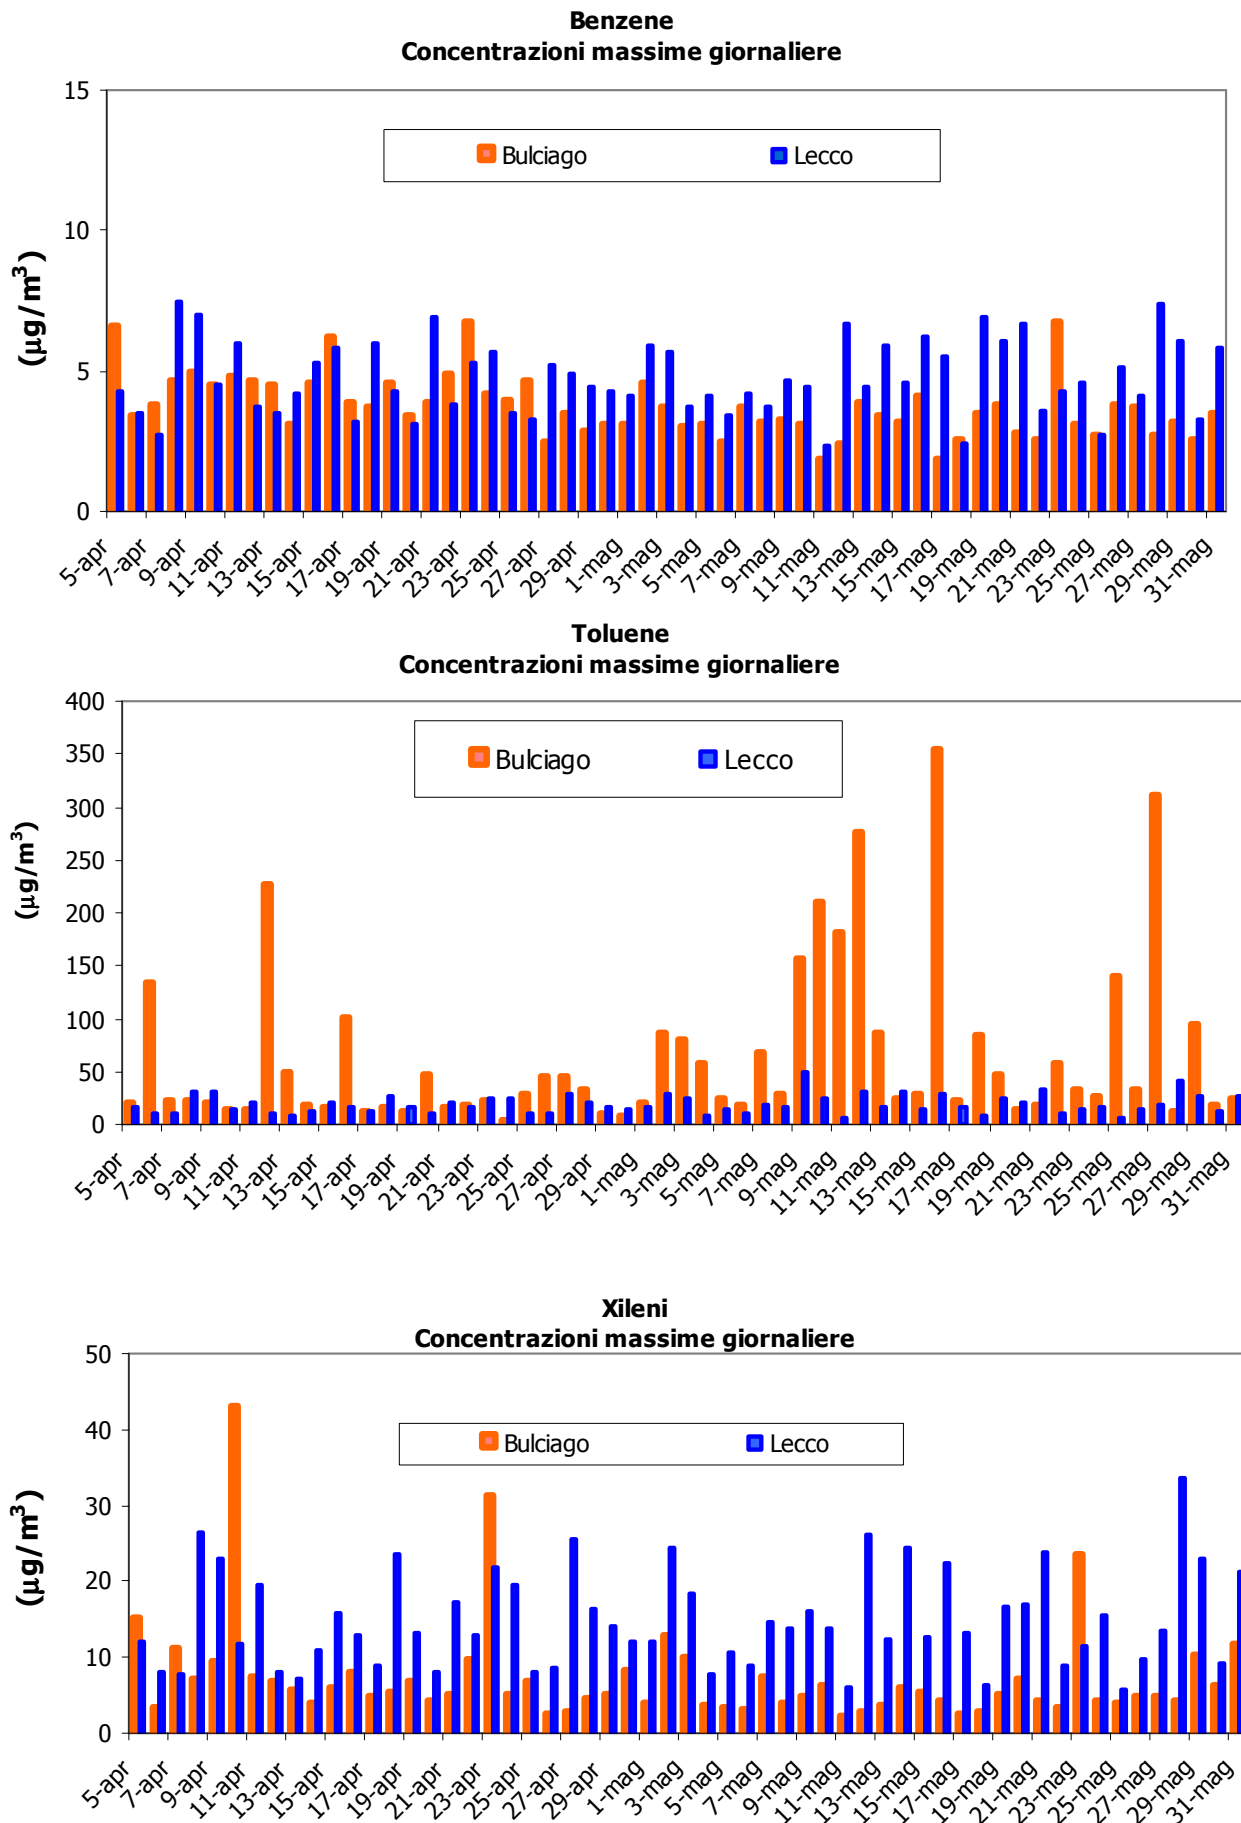 Benzene
Concentrazioni massime giornaliere
15
10
5
0
(µg/m³)
Bulciago
Lecco
5-apr
7-apr
9-apr
11-apr
13-apr
15-apr
17-apr
19-apr
21-apr
23-apr
25-apr
27-apr
29-apr
1-mag
3-mag
5-mag
7-mag
9-mag
11-mag
13-mag
15-mag
17-mag
19-mag
21-mag
23-mag
25-mag
27-mag
29-mag
31-mag
Toluene
Concentrazioni massime giornaliere
400
350
300
250
200
150
100
50
0
(µg/m³)
Bulciago
Lecco
5-apr
7-apr
9-apr
11-apr
13-apr
15-apr
17-apr
19-apr
21-apr
23-apr
25-apr
27-apr
29-apr
1-mag
3-mag
5-mag
7-mag
9-mag
11-mag
13-mag
15-mag
17-mag
19-mag
21-mag
23-mag
25-mag
27-mag
29-mag
31-mag
Xileni
Concentrazioni massime giornaliere
50
40
30
20
10
0
(µg/m³)
Bulciago
Lecco
5-apr
7-apr
9-apr
11-apr
13-apr
15-apr
17-apr
19-apr
21-apr
23-apr
25-apr
27-apr
29-apr
1-mag
3-mag
5-mag
7-mag
9-mag
11-mag
13-mag
15-mag
17-mag
19-mag
21-mag
23-mag
25-mag
27-mag
29-mag
31-mag